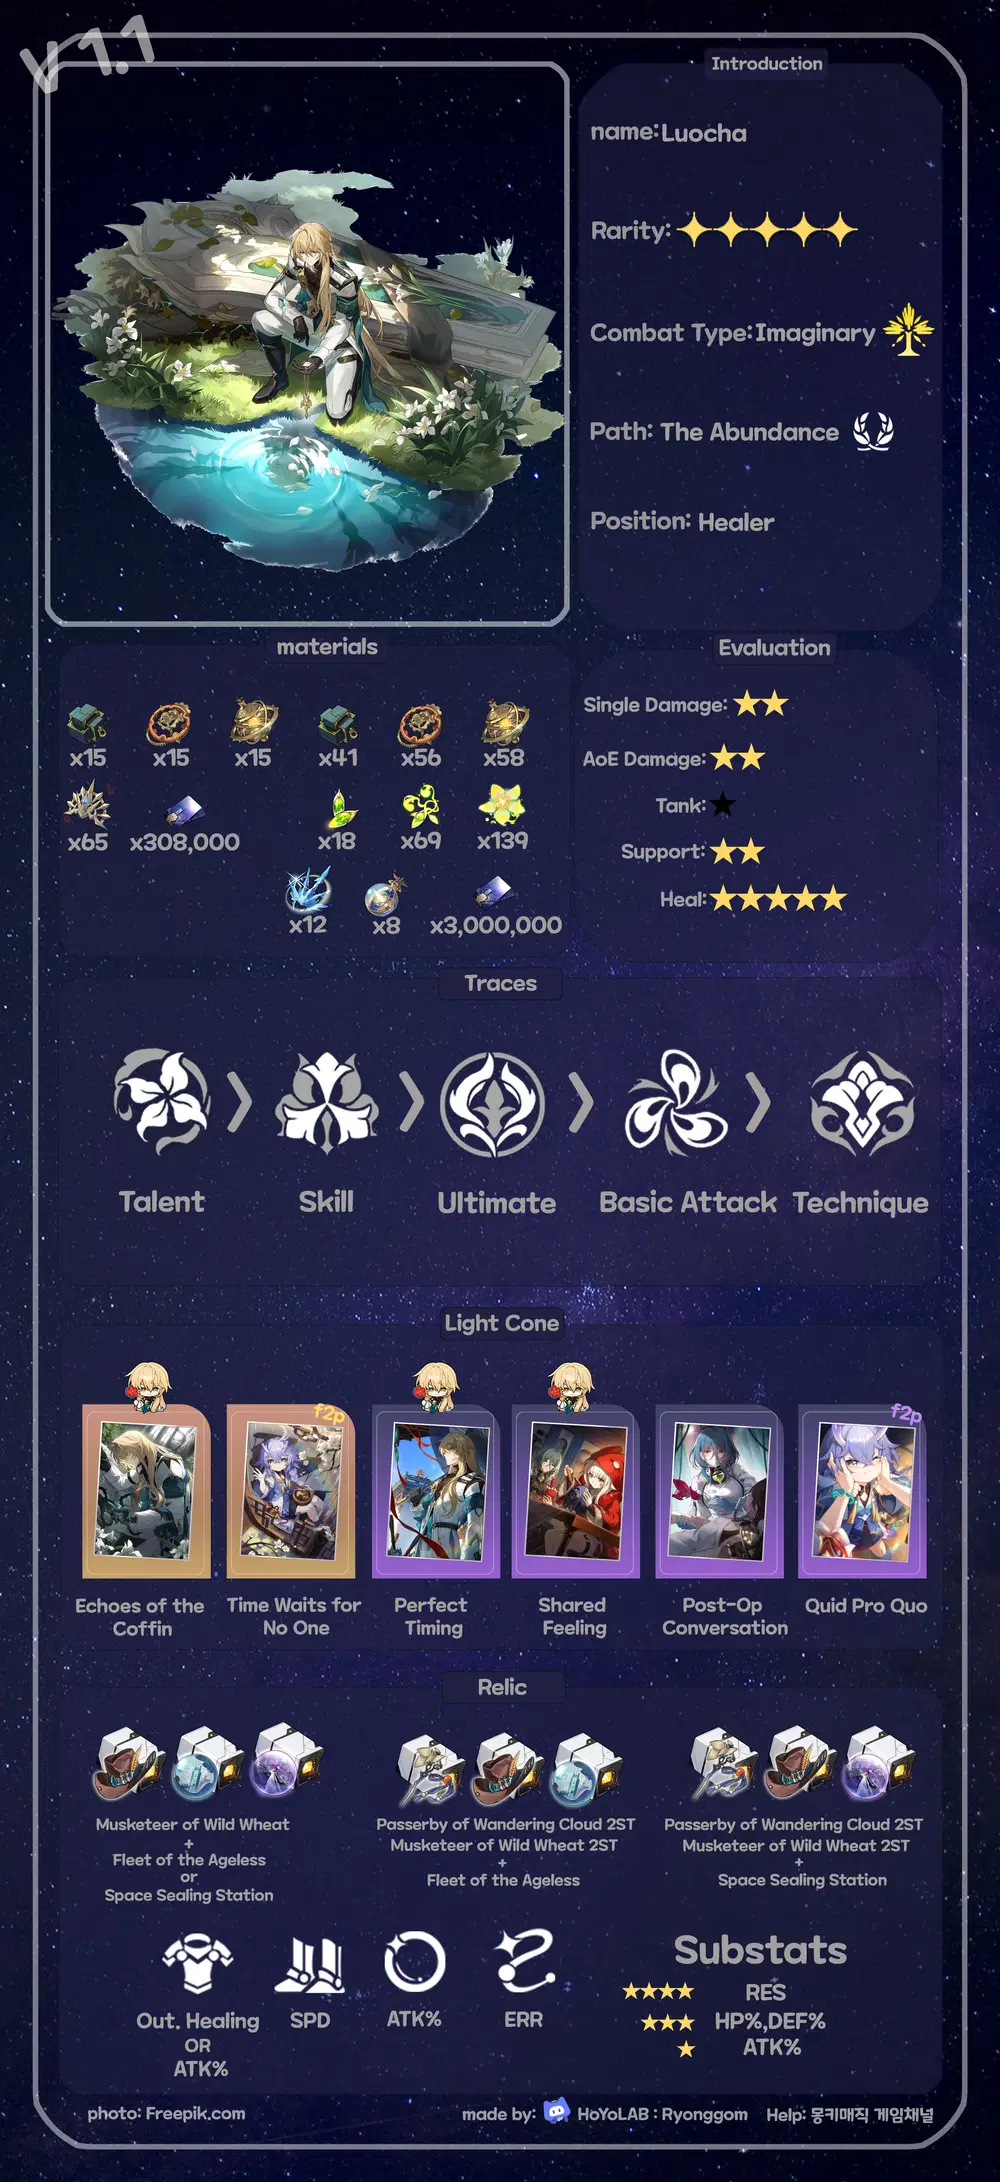 V 1.1
Introduction
name:Luocha
Rarity:
Combat Type:Imaginary
Path: The Abundance
Position: Healer
materials
x15 x15 x15 x41 x56 x58
x65 x308,000 x18 x69 x139
x12 x8 x3,000,000
Evaluation
Single Damage:
AoE Damage:
Tank:
Support:
Heal:
Traces
Talent
Skill
Ultimate
Basic Attack
Technique
Light Cone
f2p
f2p
Echoes of the
Coffin
Time Waits for
No One
Perfect
Timing
Shared
Feeling
Post-Op
Conversation
Quid Pro Quo
Relic
Musketeer of Wild Wheat
+
Fleet of the Ageless
or
Space Sealing Station
Passerby of Wandering Cloud 2ST
Musketeer of Wild Wheat 2ST
+
Fleet of the Ageless
Passerby of Wandering Cloud 2ST
Musketeer of Wild Wheat 2ST
+
Space Sealing Station
Out. Healing
OR
ATK%
SPD
ATK%
ERR
Substats
RES
HP%,DEF%
ATK%
photo: Freepik.com
made by: HoYoLAB : Ryonggom
Help: 몽키매직 게임채널